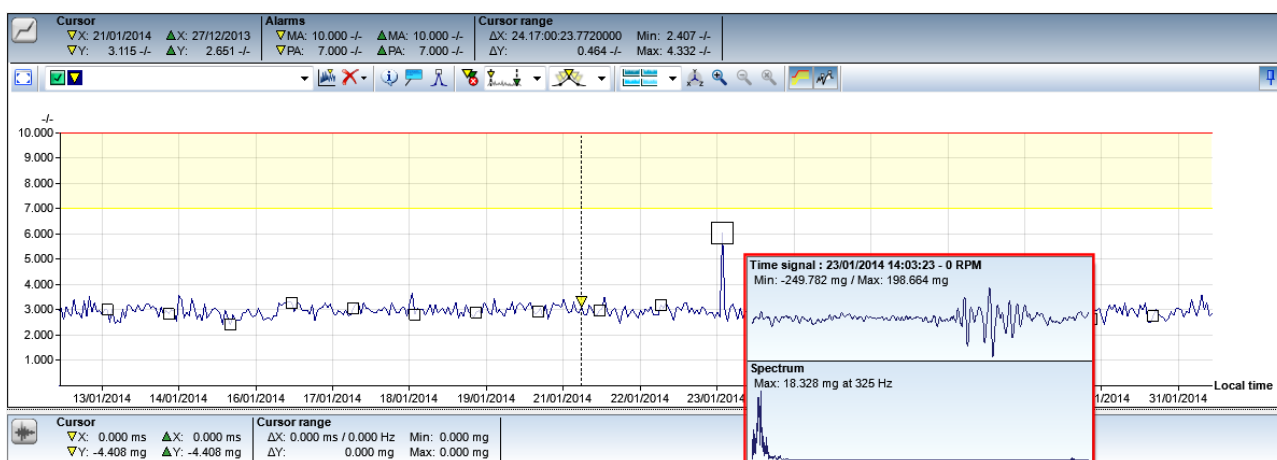 Cursor
X: 21/01/2014 X: 27/12/2013
Y: 3.115 -/- Y: 2.651 -/-
Alarms
MA: 10.000 -/- MA: 10.000 -/-
PA: 7.000 -/- PA: 7.000 -/-
Cursor range
ΔX: 24.17:00:23.7720000 Min: 2.407 -/-
ΔY: 0.464 -/- Max: 4.332 -/-
-/-
10.000
9.000
8.000
7.000
6.000
5.000
4.000
3.000
2.000
1.000
Time signal : 23/01/2014 14:03:23 - 0 RPM
Min: -249.782 mg / Max: 198.664 mg
Spectrum
Max: 18.328 mg at 325 Hz
Local time
13/01/2014 14/01/2014 15/01/2014 16/01/2014 17/01/2014 18/01/2014 19/01/2014 20/01/2014 21/01/2014 22/01/2014 23/01/2014 1/2014 31/01/2014
Cursor
X: 0.000 ms X: 0.000 ms
Y: -4.408 mg Y: -4.408 mg
Cursor range
ΔX: 0.000 ms / 0.000 Hz Min: 0.000 mg
ΔY: 0.000 mg Max: 0.000 mg